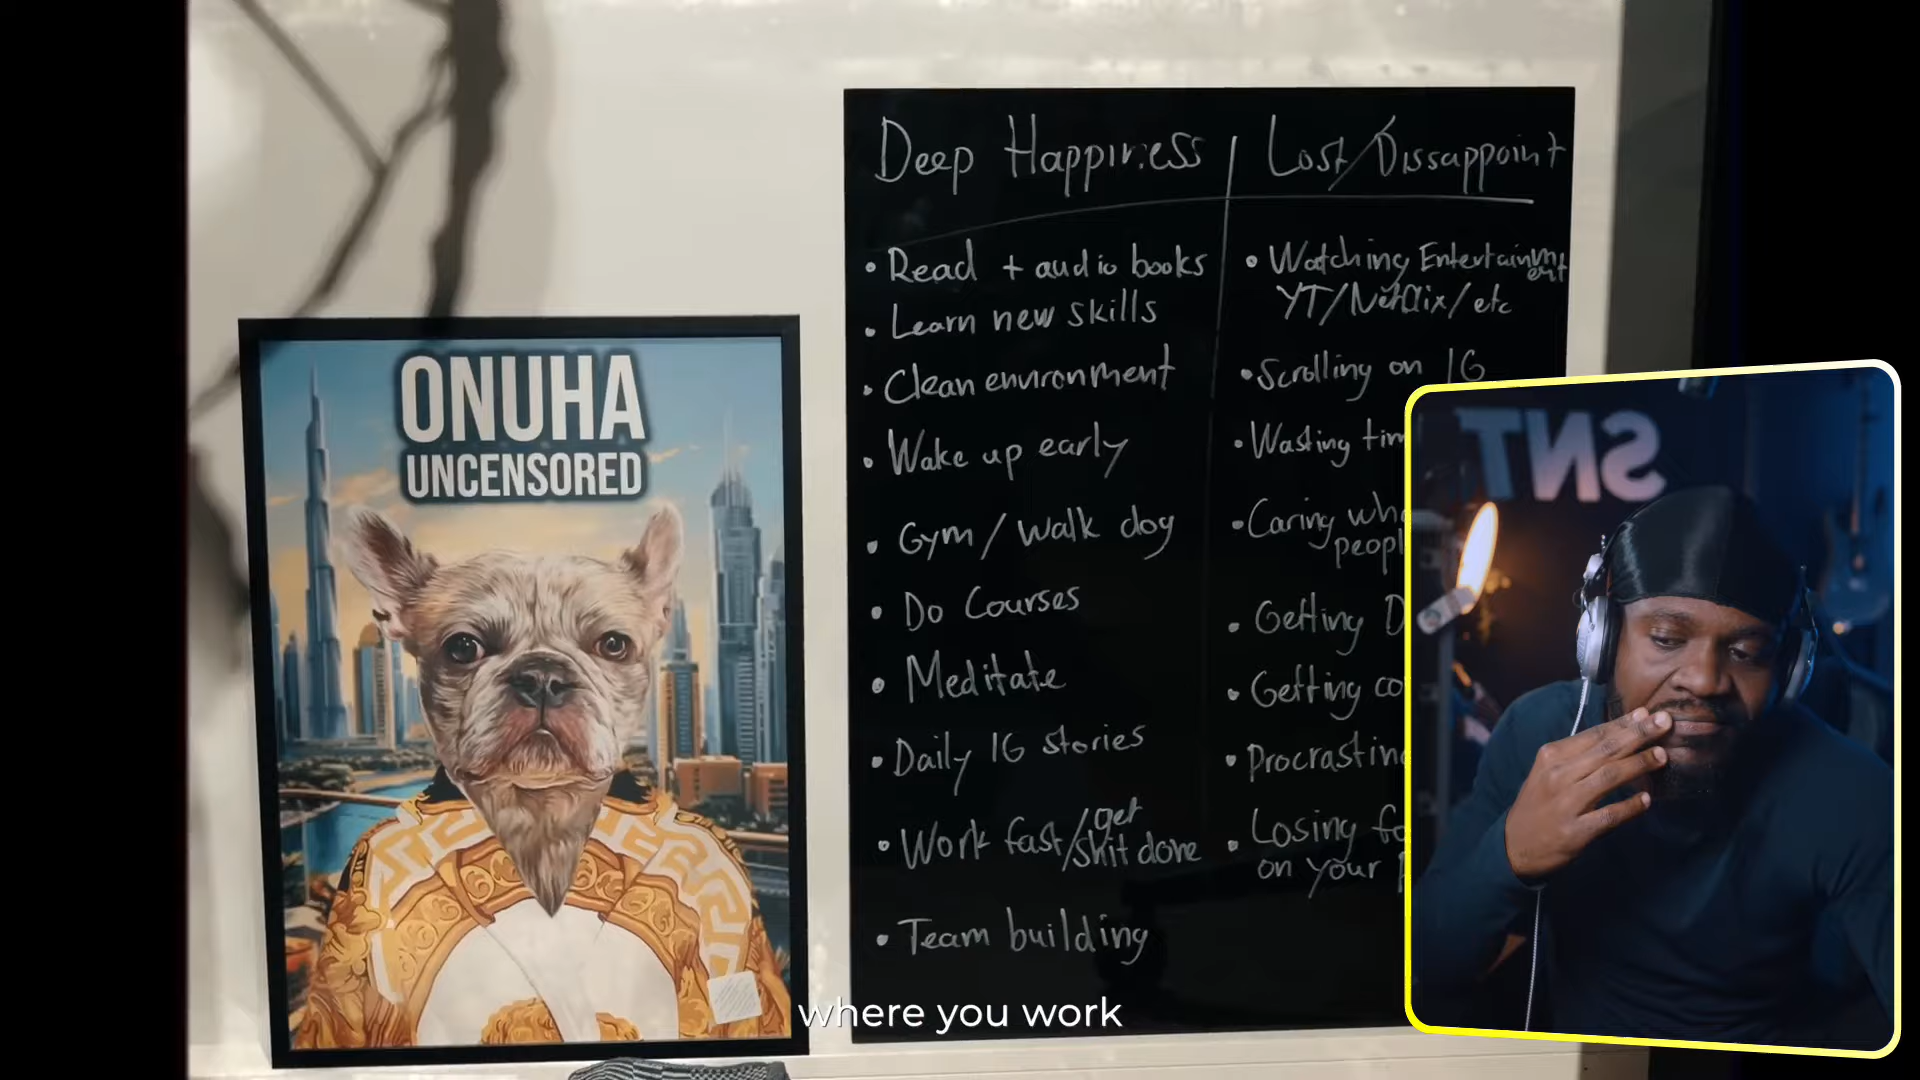 ONUHA
UNCENSORED
Deep Happiness
Lost/Dissappoint
• Read + audio books
• Learn new skills
• Clean environment
• Wake up early
• Gym / walk dog
• Do Courses
• Meditate
• Daily IG stories
• Work fast/get
shit done
• Team building
• Watching Entertainment
YT/Netflix/etc
• Scrolling on IG
• Wasting
• Caring
• Getting
• Getting
•
• Losing
on your
SNT
where you work